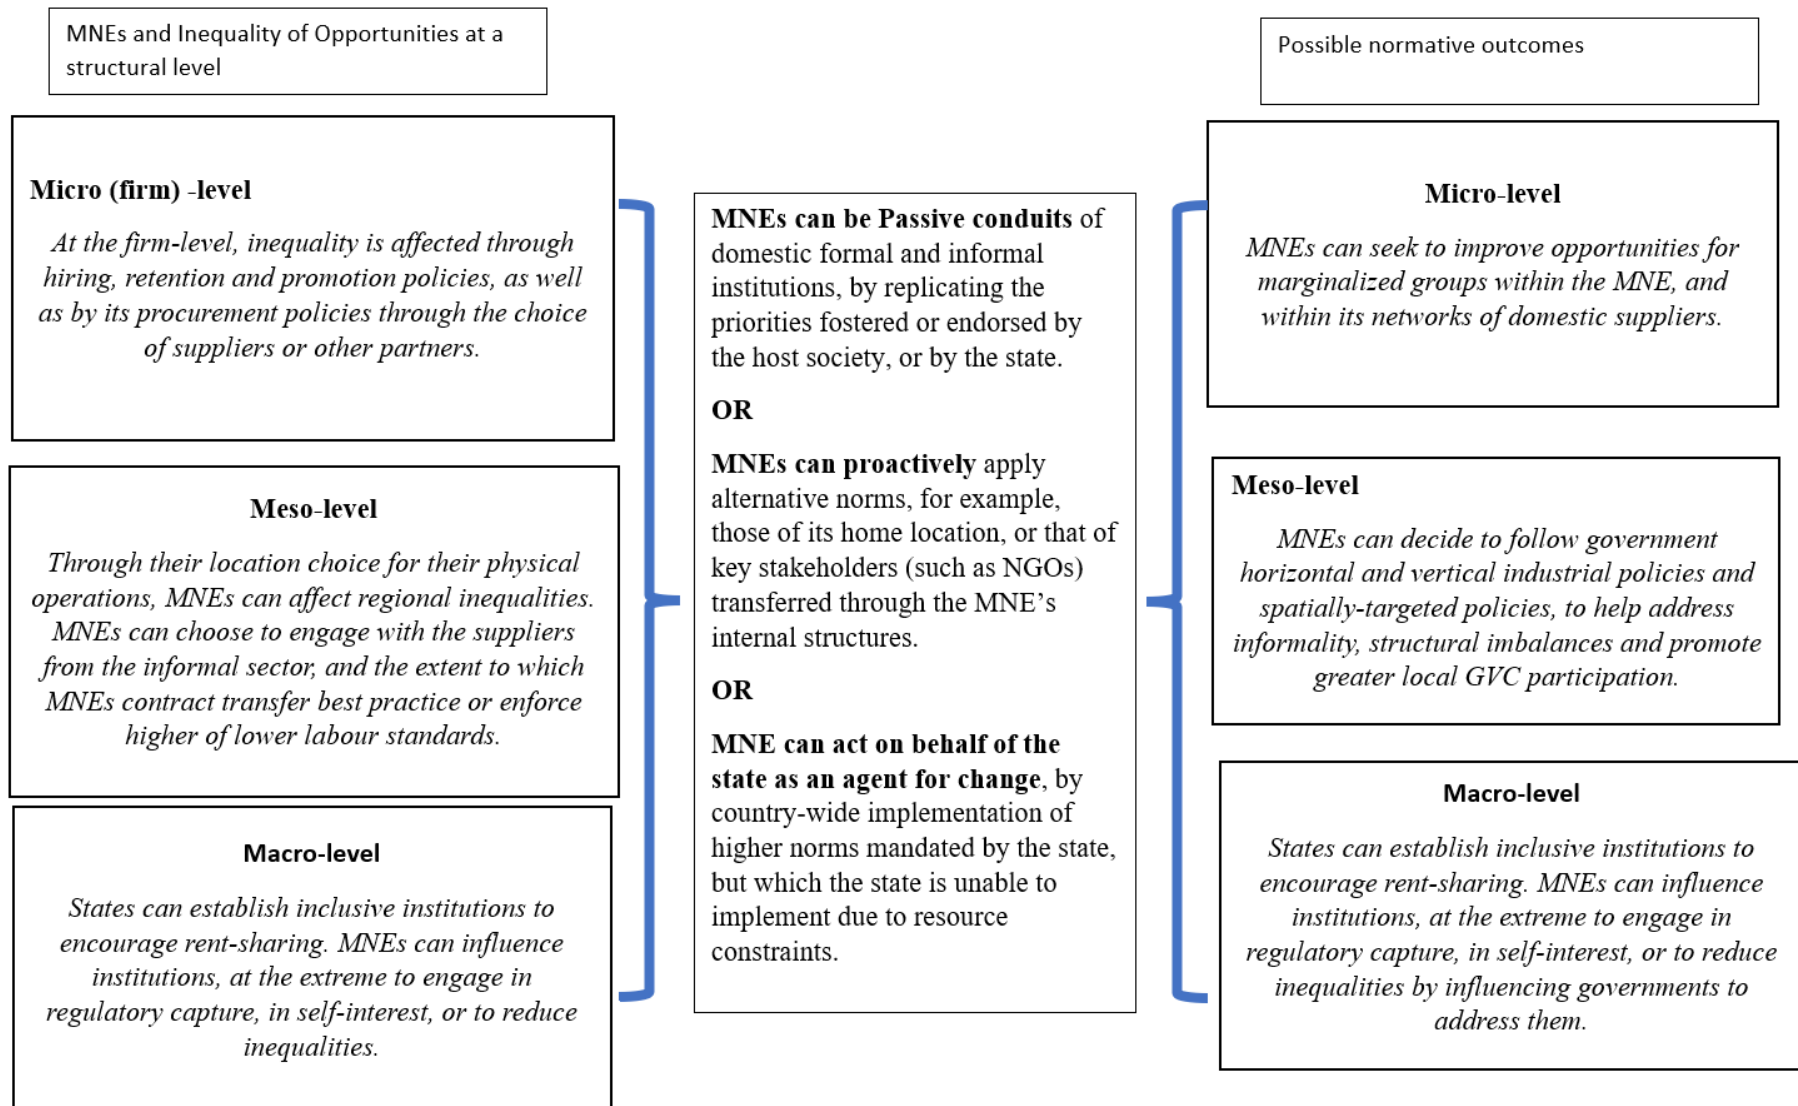 MNEs and Inequality of Opportunities at a
structural level
Micro (firm) -level
At the firm-level, inequality is affected through
hiring, retention and promotion policies, as well
as by its procurement policies through the choice
of suppliers or other partners.
Meso-level
Through their location choice for their physical
operations, MNEs can affect regional inequalities.
MNEs can choose to engage with the suppliers
from the informal sector, and the extent to which
MNEs contract transfer best practice or enforce
higher of lower labour standards.
Macro-level
States can establish inclusive institutions to
encourage rent-sharing. MNEs can influence
institutions, at the extreme to engage in
regulatory capture, in self-interest, or to reduce
inequalities.
MNEs can be Passive conduits of
domestic formal and informal
institutions, by replicating the
priorities fostered or endorsed by
the host society, or by the state.
OR
MNEs can proactively apply
alternative norms, for example,
those of its home location, or that of
key stakeholders (such as NGOs)
transferred through the MNE’s
internal structures.
OR
MNE can act on behalf of the
state as an agent for change, by
country-wide implementation of
higher norms mandated by the state,
but which the state is unable to
implement due to resource
constraints.
Possible normative outcomes
Micro-level
MNEs can seek to improve opportunities for
marginalized groups within the MNE, and
within its networks of domestic suppliers.
Meso-level
MNEs can decide to follow government
horizontal and vertical industrial policies and
spatially-targeted policies, to help address
informality, structural imbalances and promote
greater local GVC participation.
Macro-level
States can establish inclusive institutions to
encourage rent-sharing. MNEs can influence
institutions, at the extreme to engage in
regulatory capture, in self-interest, or to reduce
inequalities by influencing governments to
address them.